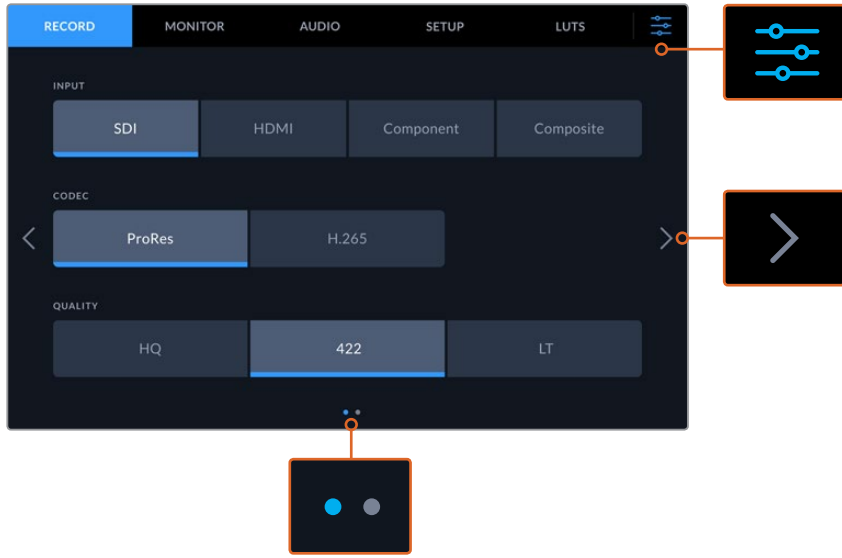 RECORD MONITOR AUDIO SETUP LUTS
INPUT
SDI HDMI Component Composite
CODEC
ProRes H.265
QUALITY
HQ 422 LT